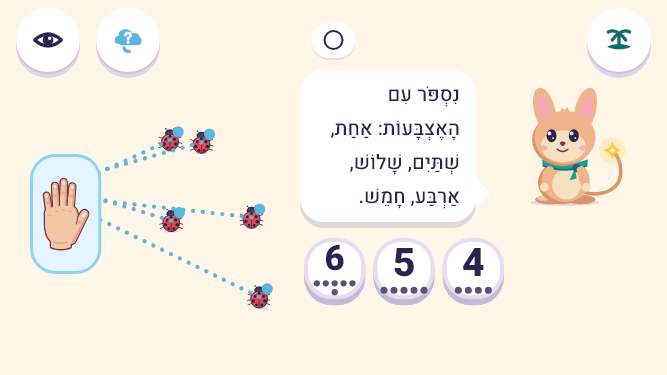 ?
נִסְפֹּר עִם
הָאֶצְבָּעוֹת: אַחַת,
שְׁתַּיִם, שָׁלוֹשׁ,
אַרְבַּע, חָמֵשׁ.
6 5 4